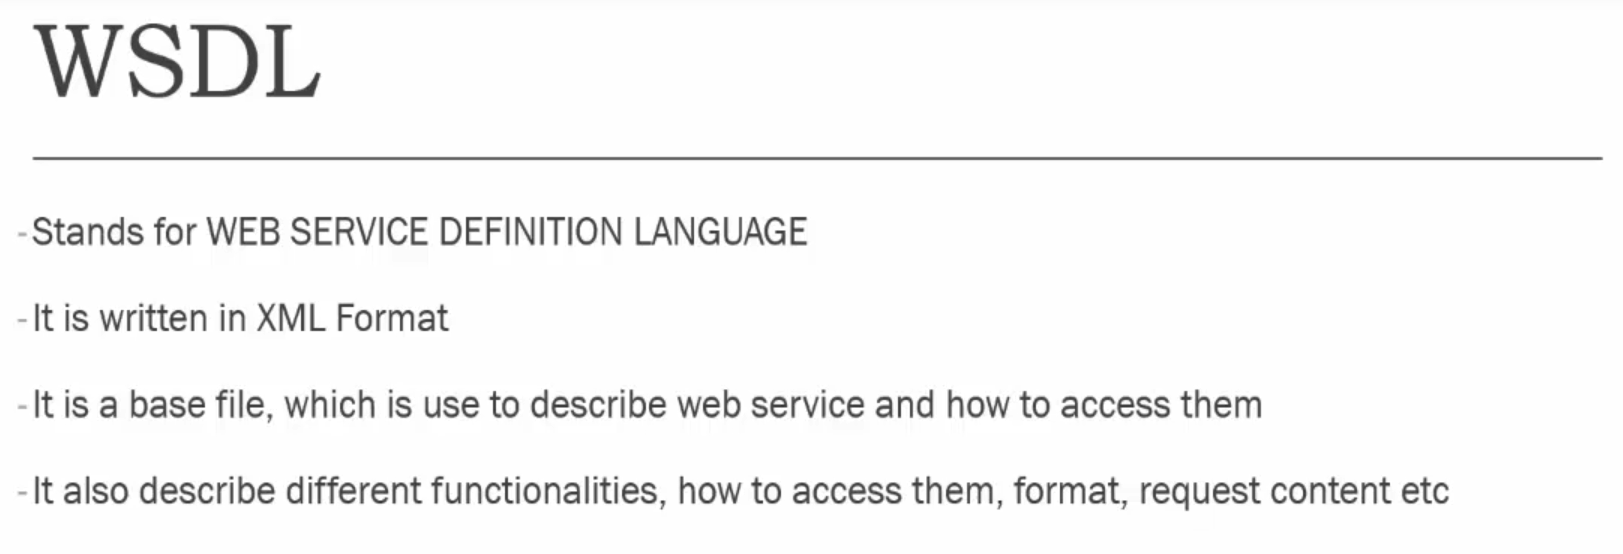 WSDL
-Stands for WEB SERVICE DEFINITION LANGUAGE
-It is written in XML Format
-It is a base file, which is use to describe web service and how to access them
-It also describe different functionalities, how to access them, format, request content etc